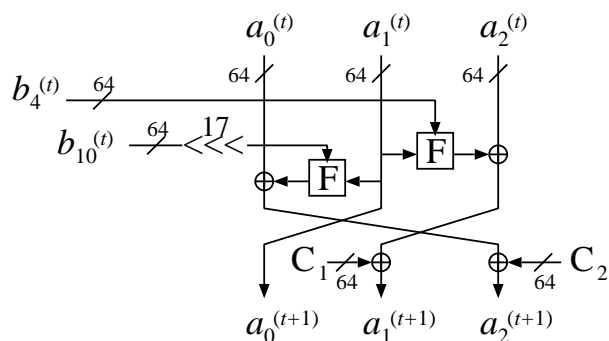 a₀⁽ᵗ⁾ a₁⁽ᵗ⁾ a₂⁽ᵗ⁾
64 64 64
b₄⁽ᵗ⁾ 64
b₁₀⁽ᵗ⁾ 64 <<< 17 F
F
C₁ 64 64 C₂
a₀⁽ᵗ⁺¹⁾ a₁⁽ᵗ⁺¹⁾ a₂⁽ᵗ⁺¹⁾